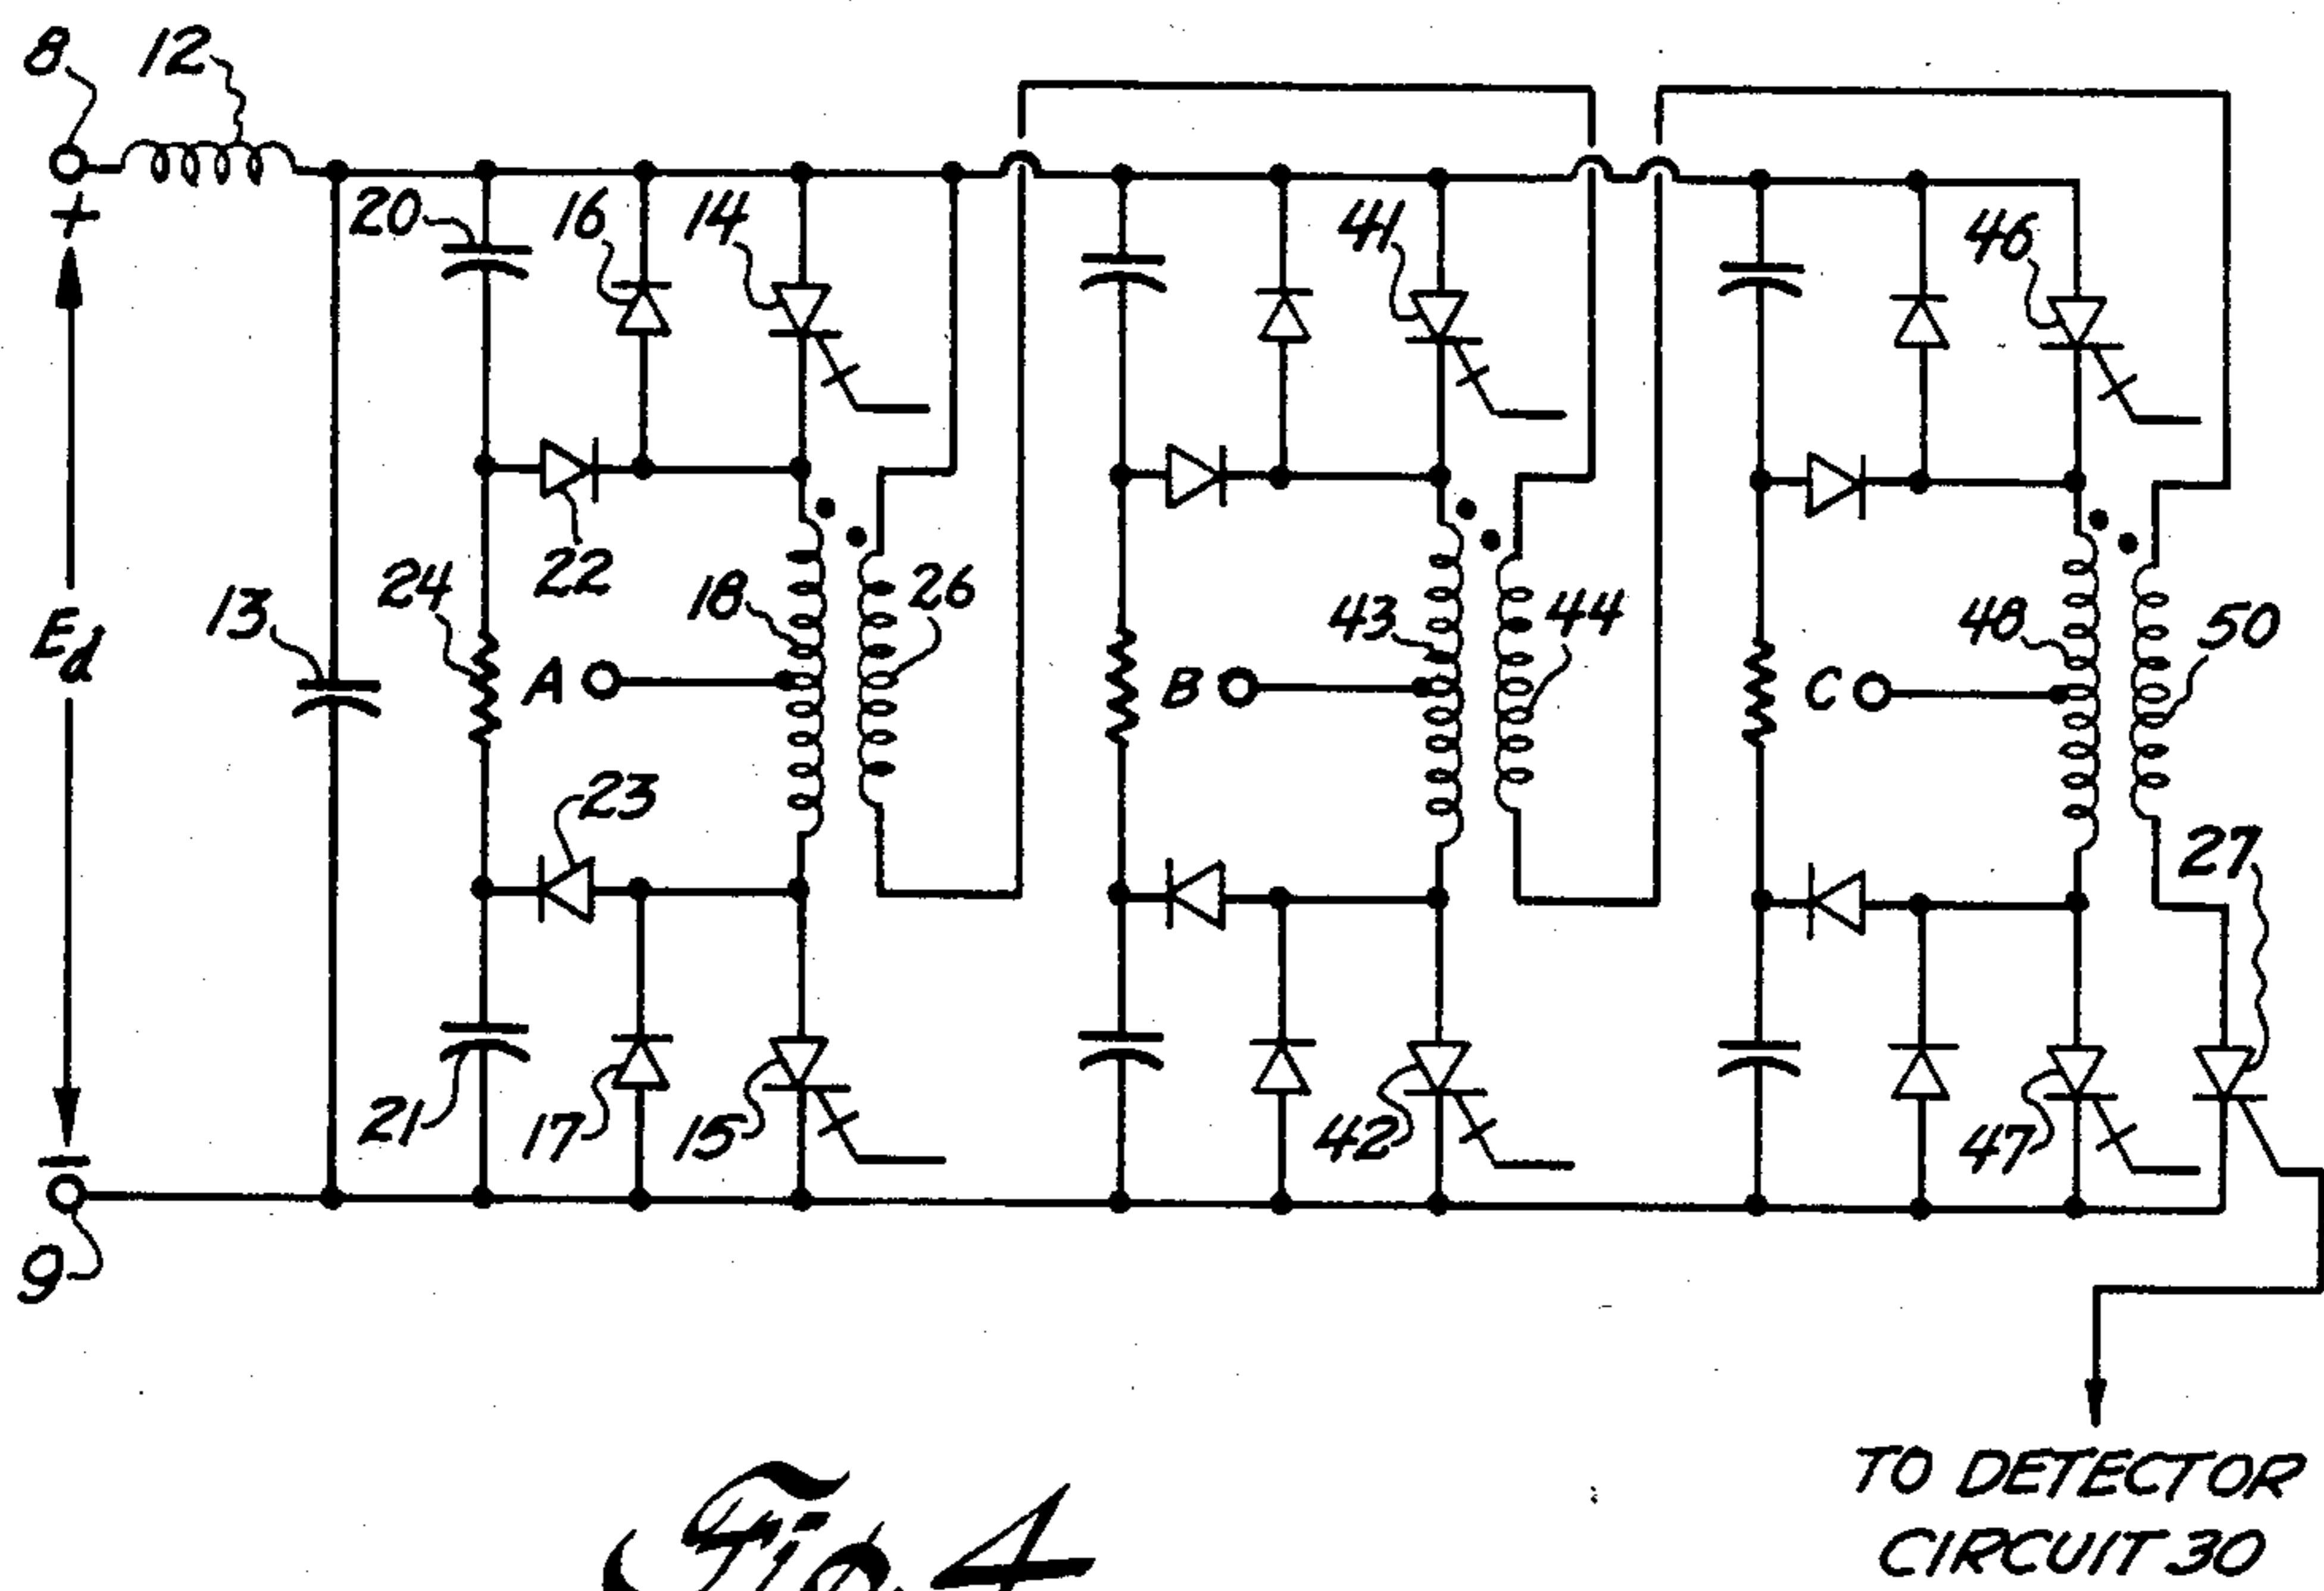 8 12
+
20 16 14 41 46
22
24 18 26 43 44 48 50
13
Ed
A B C
23 27
21 17 15 42 47
−
9
TO DETECTOR
CIRCUIT 30
Fig. 4